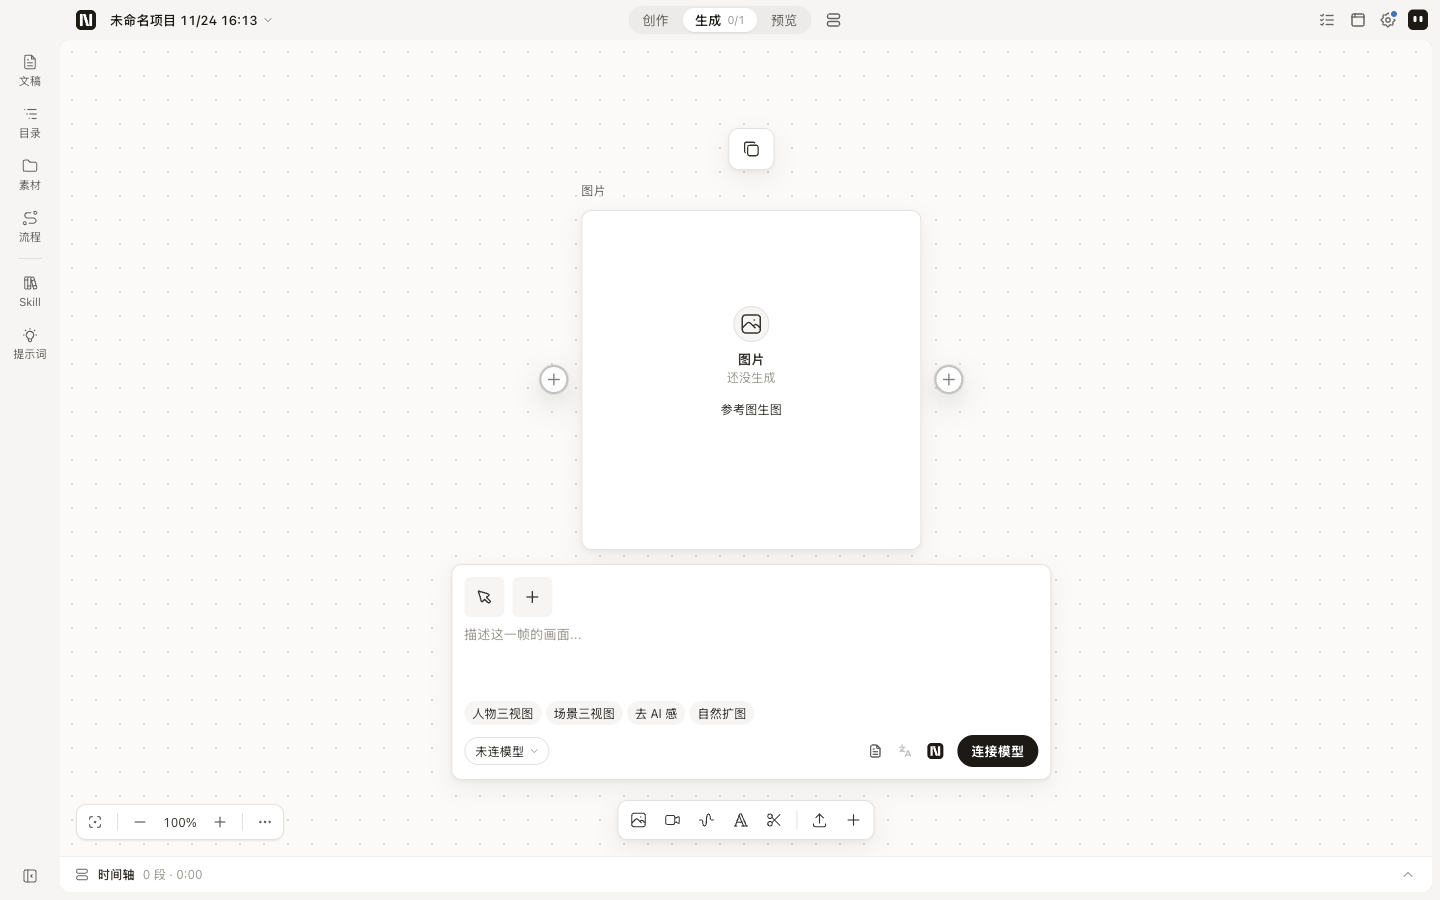 未命名项目 11/24 16:13
创作
生成 0/1
预览
文稿
目录
素材
流程
Skill
提示词
图片
图片
还没生成
参考图生图
描述这一帧的画面...
人物三视图
场景三视图
去 AI 感
自然扩图
未连模型
连接模型
100%
时间轴 0 段 · 0:00